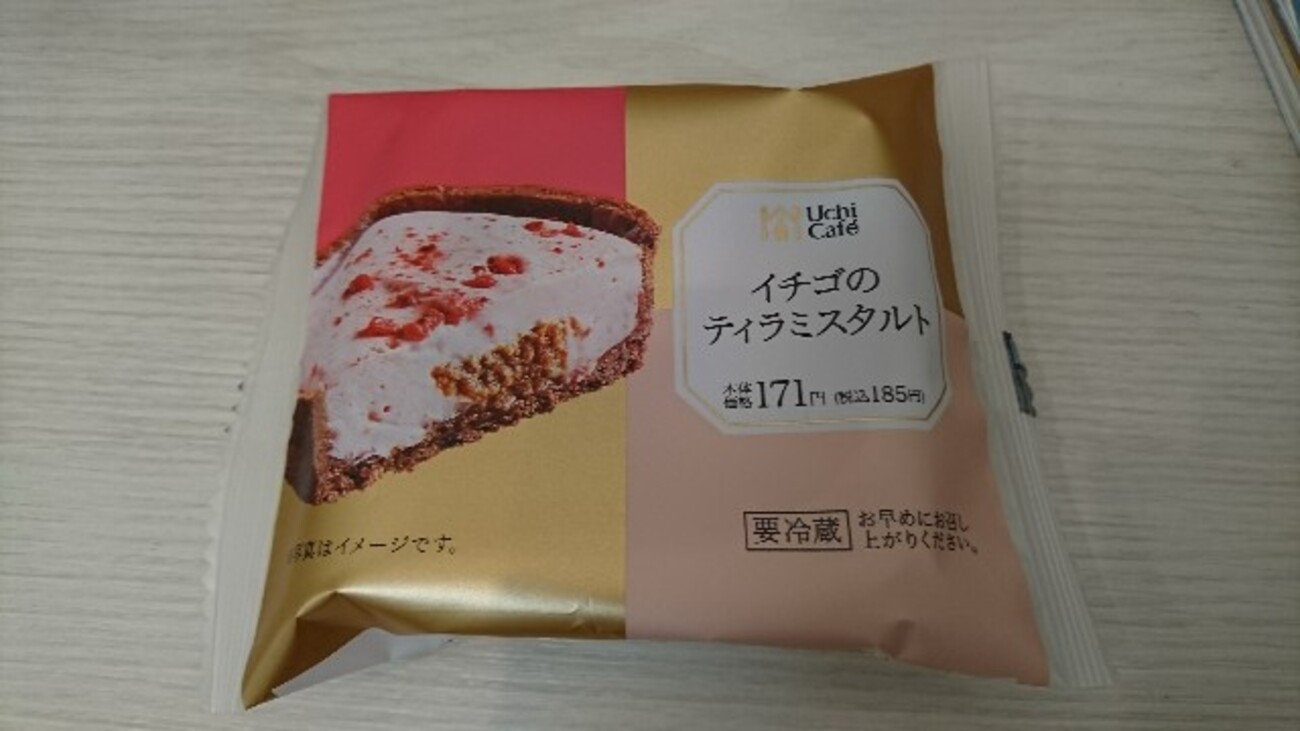 Uchi
Café
イチゴの
ティラミスタルト
本体
価格 171円 (税込185円)
要冷蔵
お早めにお召し
上がりください。
写真はイメージです。